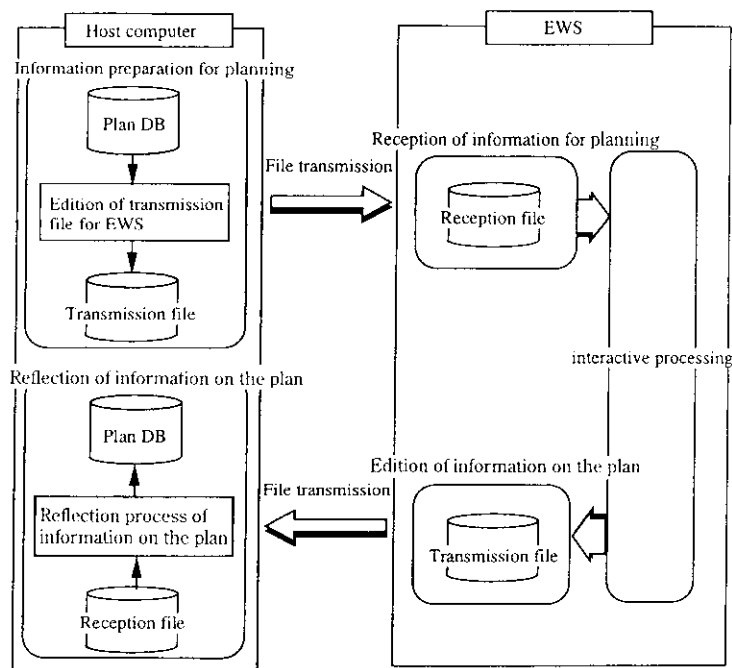 Host computer
Information preparation for planning
Plan DB
Edition of transmission
file for EWS
Transmission file
Reflection of information on the plan
Plan DB
Reflection process of
information on the plan
Reception file
File transmission
File transmission
EWS
Reception of information for planning
Reception file
interactive processing
Edition of information on the plan
Transmission file